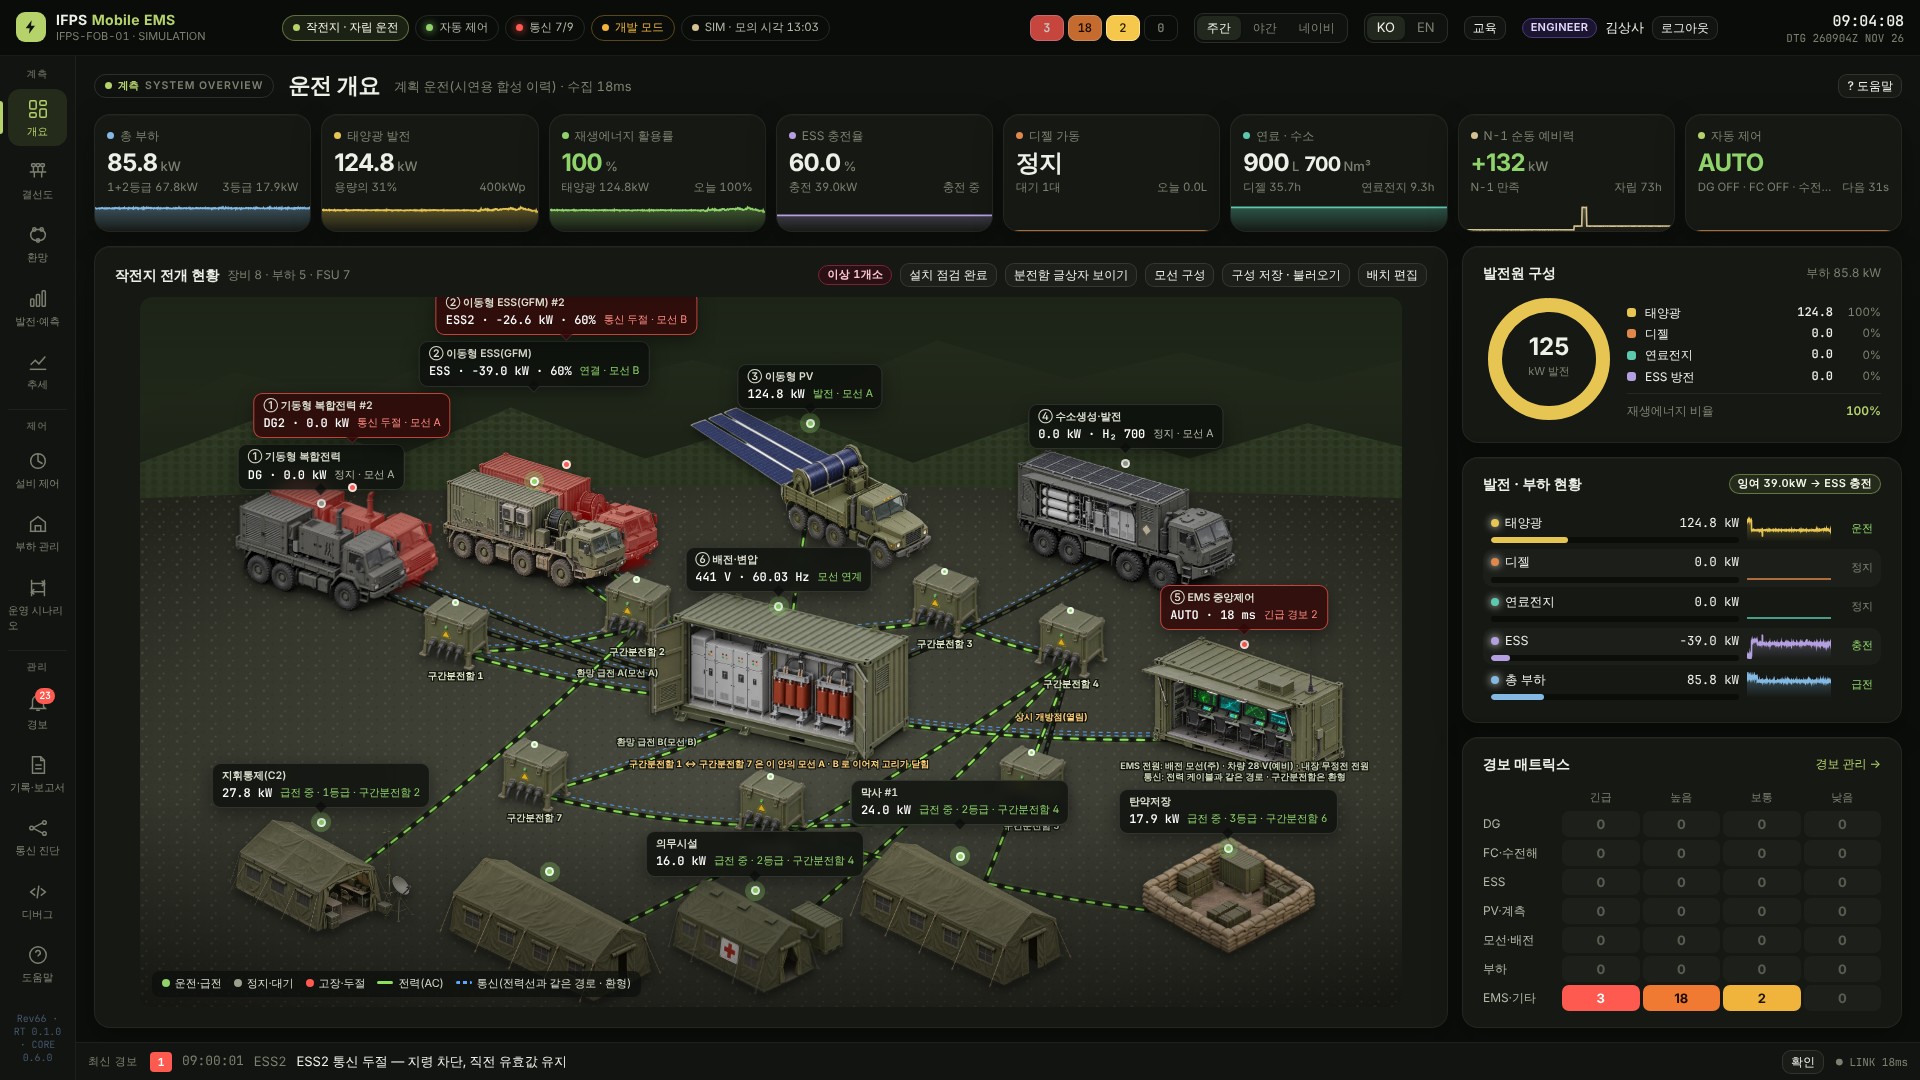 IFPS Mobile EMS
IFPS-FOB-01 · SIMULATION
작전지 · 자립 운전
자동 제어
통신 7/9
개발 모드
SIM · 모의 시각 13:03
3
18
2
0
주간
야간
네이비
KO
EN
교육
ENGINEER
김상사
로그아웃
09:04:08
DTG 260904Z NOV 26
계측
개요
결선도
환망
발전·예측
추세
제어
설비 제어
부하 관리
운영 시나리오
관리
23
경보
기록·보고서
통신 진단
디버그
도움말
Rev66 ·
RT 0.1.0
· CORE
0.6.0
계측 SYSTEM OVERVIEW
운전 개요
계획 운전(시연용 합성 이력) · 수집 18ms
? 도움말
총 부하
85.8 kW
1+2등급 67.8kW
3등급 17.9kW
태양광 발전
124.8 kW
용량의 31%
400kWp
재생에너지 활용률
100 %
태양광 124.8kW
오늘 100%
ESS 충전율
60.0 %
충전 39.0kW
충전 중
디젤 가동
정지
대기 1대
오늘 0.0L
연료 · 수소
900 L 700 Nm³
디젤 35.7h
연료전지 9.3h
N-1 순동 예비력
+132 kW
N-1 만족
자립 73h
자동 제어
AUTO
DG OFF · FC OFF · 수전...
다음 31s
작전지 전개 현황
장비 8 · 부하 5 · FSU 7
이상 1개소
설치 점검 완료
분전함 글상자 보이기
모선 구성
구성 저장 · 불러오기
배치 편집
② 이동형 ESS(GFM) #2
ESS2 · -26.6 kW · 60% 통신 두절 · 모선 B
② 이동형 ESS(GFM)
ESS · -39.0 kW · 60% 연결 · 모선 B
③ 이동형 PV
124.8 kW 발전 · 모선 A
① 기동형 복합전력 #2
DG2 · 0.0 kW 통신 두절 · 모선 A
④ 수소생성·발전
0.0 kW · H₂ 700 정지 · 모선 A
① 기동형 복합전력
DG · 0.0 kW 정지 · 모선 A
⑥ 배전·변압
441 V · 60.03 Hz 모선 연계
⑤ EMS 중앙제어
AUTO · 18 ms 긴급 경보 2
구간분전함 3
구간분전함 2
구간분전함 1
환망 급전 A(모선 A)
구간분전함 4
상시 개방점(열림)
환망 급전 B(모선 B)
구간분전함 1 ↔ 구간분전함 7 은 이 안의 모선 A · B 로 이어져 고리가 닫힘
EMS 전원: 배전 모선(주) · 차량 28 V(예비) · 내장 무정전 전원
통신: 전력 케이블과 같은 경로 · 구간분전함은 환형
지휘통제(C2)
27.8 kW 급전 중 · 1등급 · 구간분전함 2
막사 #1
24.0 kW 급전 중 · 2등급 · 구간분전함 4
탄약저장
17.9 kW 급전 중 · 3등급 · 구간분전함 6
구간분전함 7
의무시설
16.0 kW 급전 중 · 2등급 · 구간분전함 4
운전·급전
정지·대기
고장·두절
전력(AC)
통신(전력선과 같은 경로 · 환형)
발전원 구성
부하 85.8 kW
125
kW 발전
태양광 124.8 100%
디젤 0.0 0%
연료전지 0.0 0%
ESS 방전 0.0 0%
재생에너지 비율 100%
발전 · 부하 현황
잉여 39.0kW → ESS 충전
태양광 124.8 kW 운전
디젤 0.0 kW 정지
연료전지 0.0 kW 정지
ESS -39.0 kW 충전
총 부하 85.8 kW 급전
경보 매트릭스
경보 관리 →
긴급 높음 보통 낮음
DG 0 0 0 0
FC·수전해 0 0 0 0
ESS 0 0 0 0
PV·계측 0 0 0 0
모선·배전 0 0 0 0
부하 0 0 0 0
EMS·기타 3 18 2 0
최신 경보
1
09:00:01
ESS2
ESS2 통신 두절 — 지령 차단, 직전 유효값 유지
확인
LINK 18ms